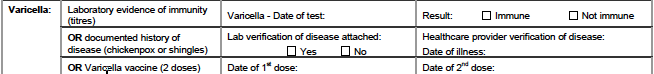 Varicella:
Laboratory evidence of immunity
(titres)
Varicella - Date of test:
Result: ☐ Immune ☐ Not immune
OR documented history of
disease (chickenpox or shingles)
Lab verification of disease attached:
☐ Yes ☐ No
Healthcare provider verification of disease:
Date of illness:
OR Varicella vaccine (2 doses)
Date of 1st dose:
Date of 2nd dose: